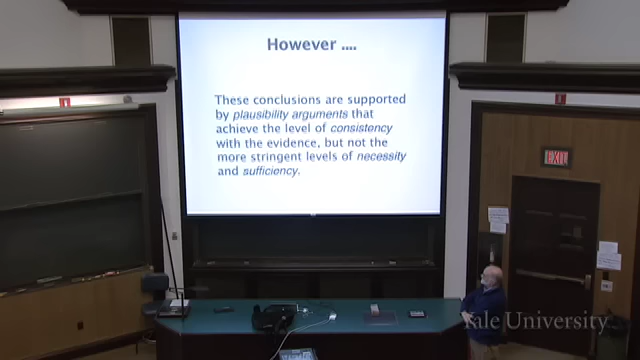 However ....
These conclusions are supported
by plausibility arguments that
achieve the level of consistency
with the evidence, but not the
more stringent levels of necessity
and sufficiency.
EXIT
Yale University